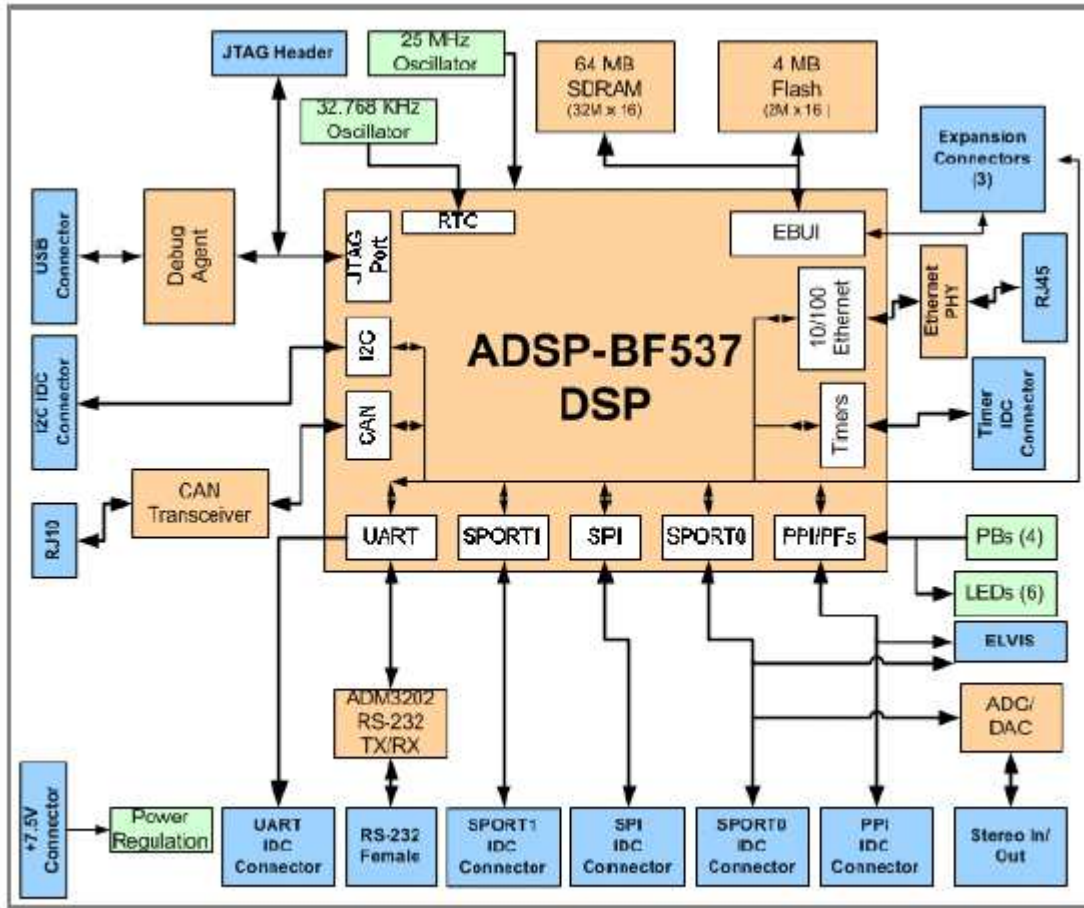 JTAG Header
25 MHz
Oscillator
64 MB
SDRAM
(32M x 16)
4 MB
Flash
(2M x 16 )
32.768 KHz
Oscillator
Expansion
Connectors
(3)
USB
Connector
Debug
Agent
JTAG
Port
RTC
EBUI
10/100
Ethernet
Ethernet
PHY
RJ45
I2C IDC
Connector
I2C
ADSP-BF537
DSP
CAN
Timers
Timer
IDC
Connector
RJ10
CAN
Transceiver
UART
SPORT1
SPI
SPORT0
PPI/PFs
PBs (4)
LEDs (6)
ELVIS
ADM3202
RS-232
TX/RX
ADC/
DAC
+7.5V
Connector
Power
Regulation
UART
IDC
Connector
RS-232
Female
SPORT1
IDC
Connector
SPI
IDC
Connector
SPORT0
IDC
Connector
PPI
IDC
Connector
Stereo In/
Out